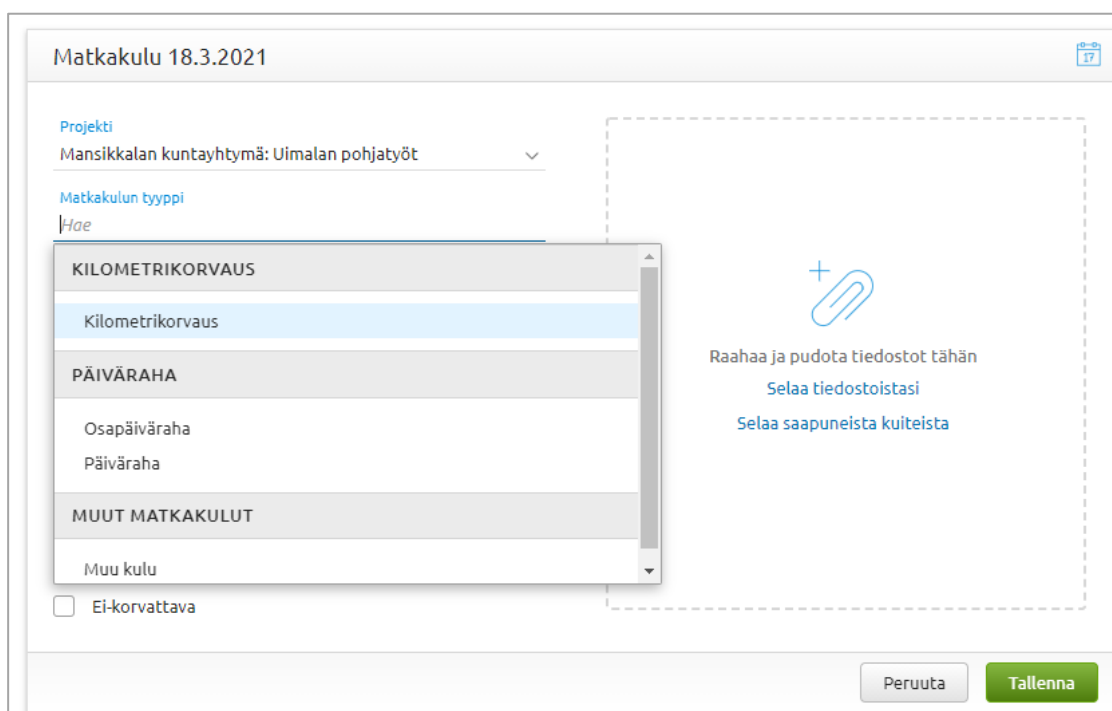 Matkakulu 18.3.2021
17
Projekti
Mansikkalan kuntayhtymä: Uimalan pohjatyöt
Matkakulun tyyppi
Hae
KILOMETRIKORVAUS
Kilometrikorvaus
PÄIVÄRAHA
Osapäiväraha
Päiväraha
MUUT MATKAKULUT
Muu kulu
Ei-korvattava
Raahaa ja pudota tiedostot tähän
Selaa tiedostoistasi
Selaa saapuneista kuiteista
Peruuta
Tallenna